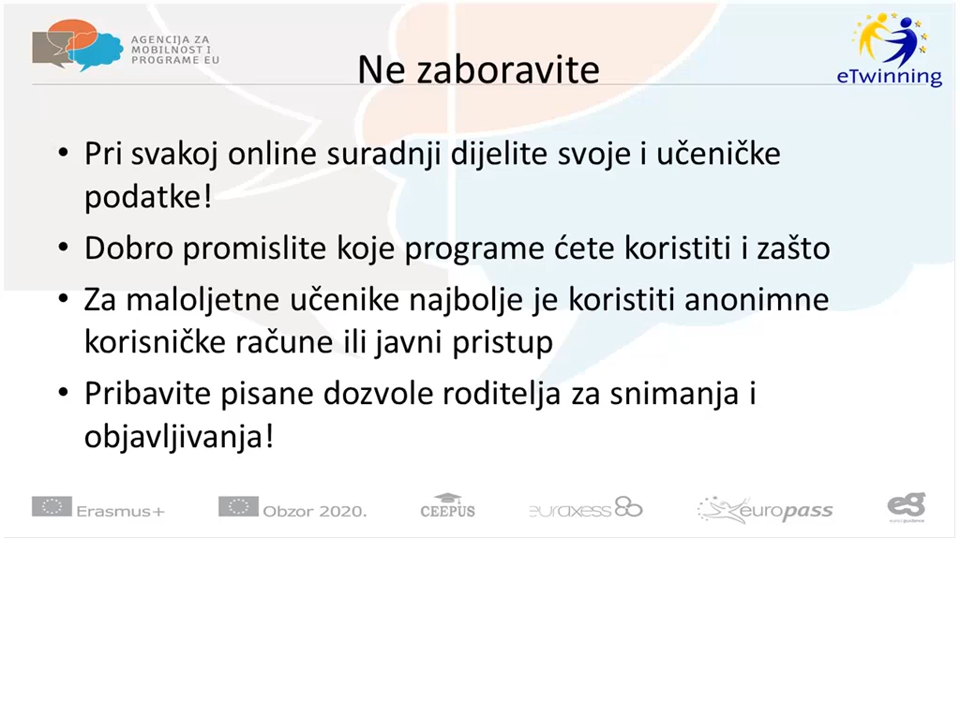 AGENCIJA ZA
MOBILNOST I
PROGRAME EU
eTwinning
Ne zaboravite
• Pri svakoj online suradnji dijelite svoje i učeničke
podatke!
• Dobro promislite koje programe ćete koristiti i zašto
• Za maloljetne učenike najbolje je koristiti anonimne
korisničke račune ili javni pristup
• Pribavite pisane dozvole roditelja za snimanja i
objavljivanja!
Erasmus+
Obzor 2020.
CEEPUS
euraxess
europass
eg